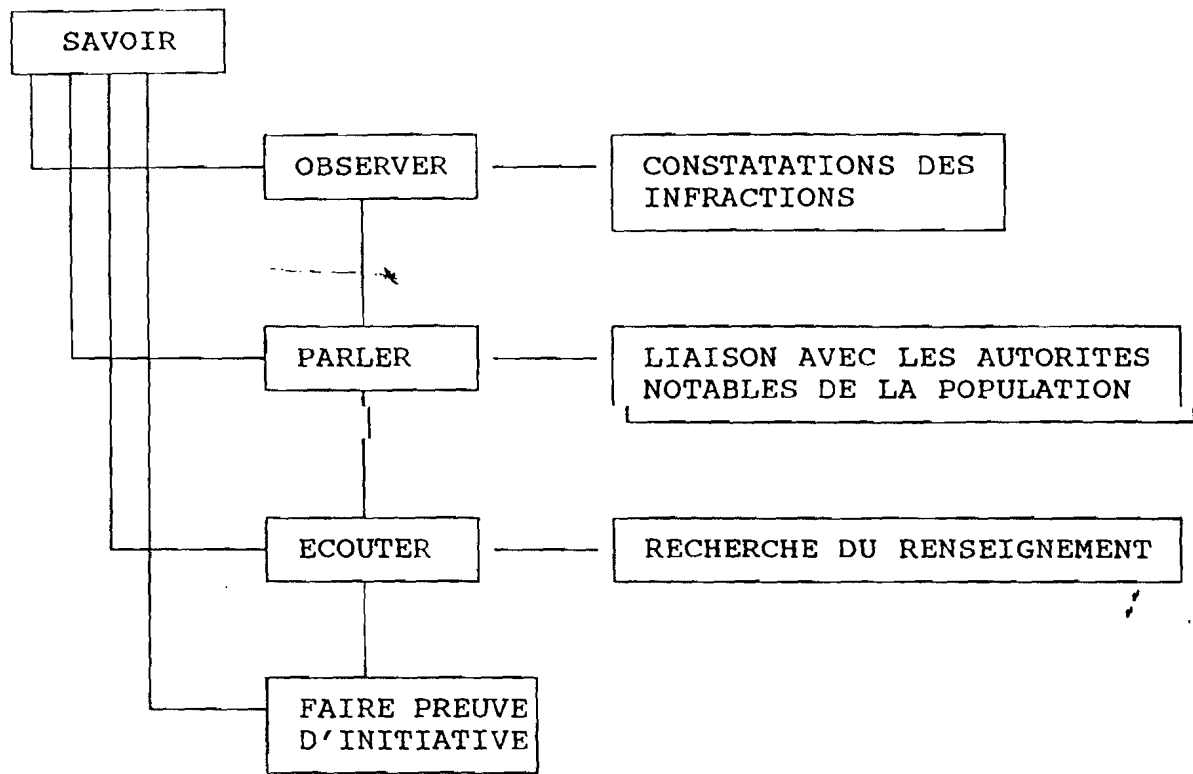 SAVOIR
OBSERVER
CONSTATATIONS DES
INFRACTIONS
PARLER
LIAISON AVEC LES AUTORITES
NOTABLES DE LA POPULATION
ECOUTER
RECHERCHE DU RENSEIGNEMENT
FAIRE PREUVE
D'INITIATIVE